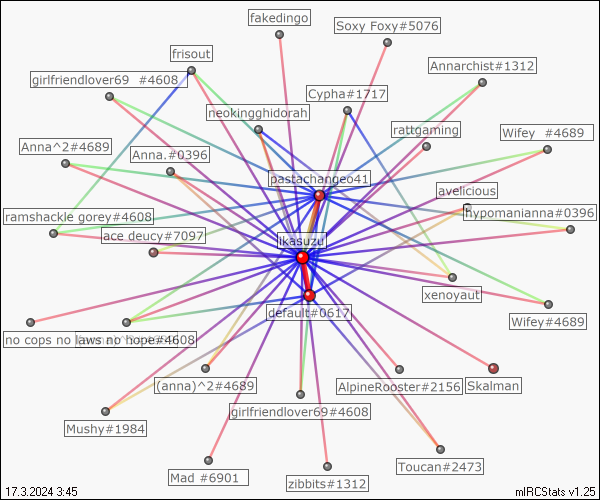 fakedingo
Soxy Foxy#5076
frisout
Annarchist#1312
girlfriendlover69 #4608
Cypha#1717
neokingghidorah
rattgaming
Wifey #4689
Anna^2#4689
Anna.#0396
pastachangeo41
avelicious
hypomanianna#0396
ramshackle gorey#4608
ace deucy#7097
ikasuzu
xenoyaut
default#0617
Wifey#4689
no cops no laws no hope#4608
(anna)^2#4689
AlpineRooster#2156
Skalman
girlfriendlover69#4608
Mushy#1984
Toucan#2473
Mad #6901
zibbits#1312
17.3.2024 3:45
mIRCStats v1.25